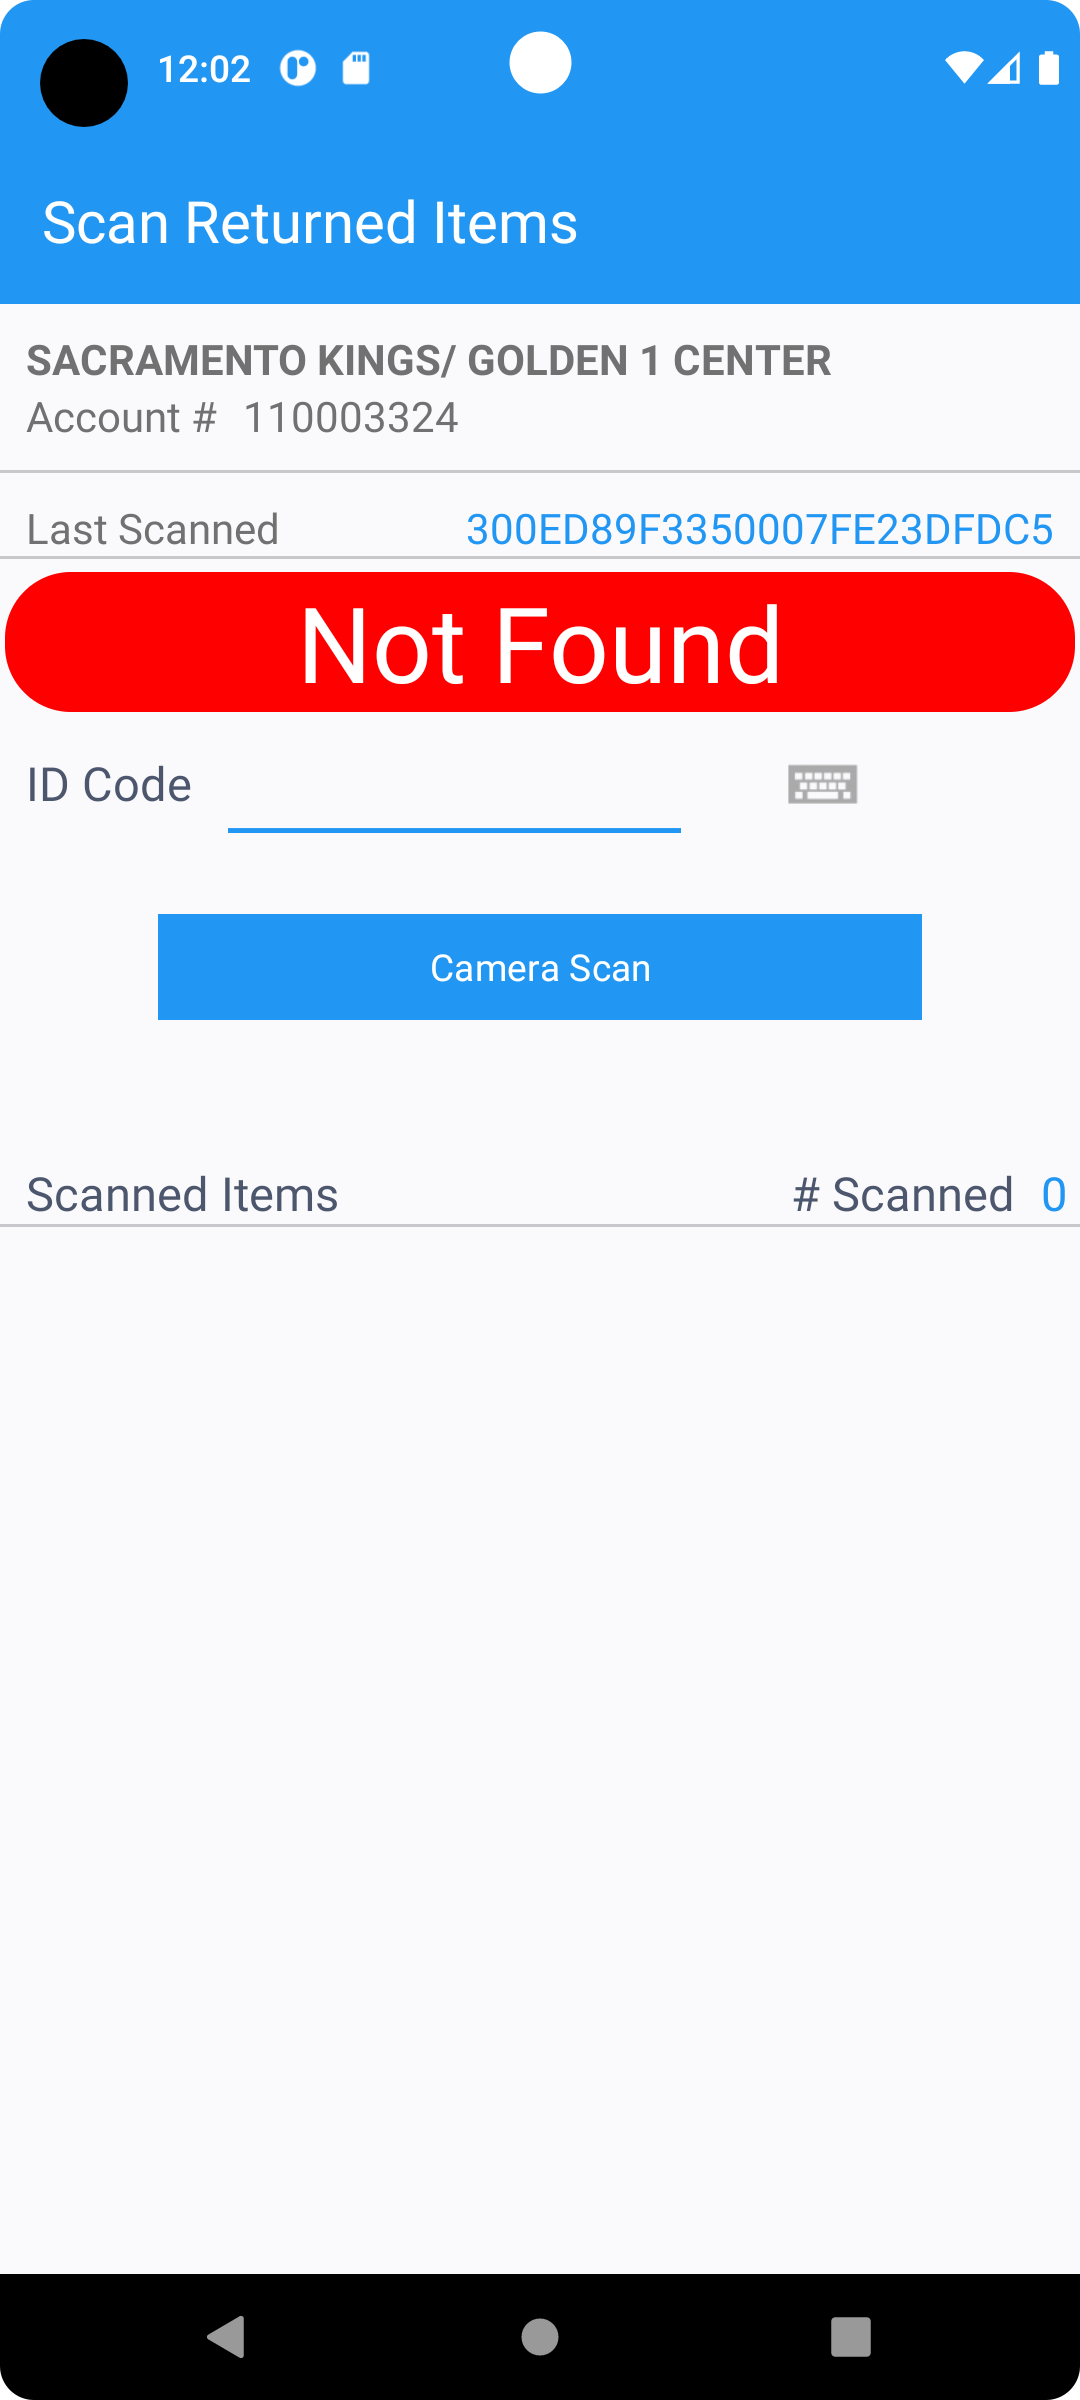 12:02
Scan Returned Items
SACRAMENTO KINGS/ GOLDEN 1 CENTER
Account # 110003324
Last Scanned 300ED89F3350007FE23DFDC5
Not Found
ID Code
Camera Scan
Scanned Items # Scanned 0